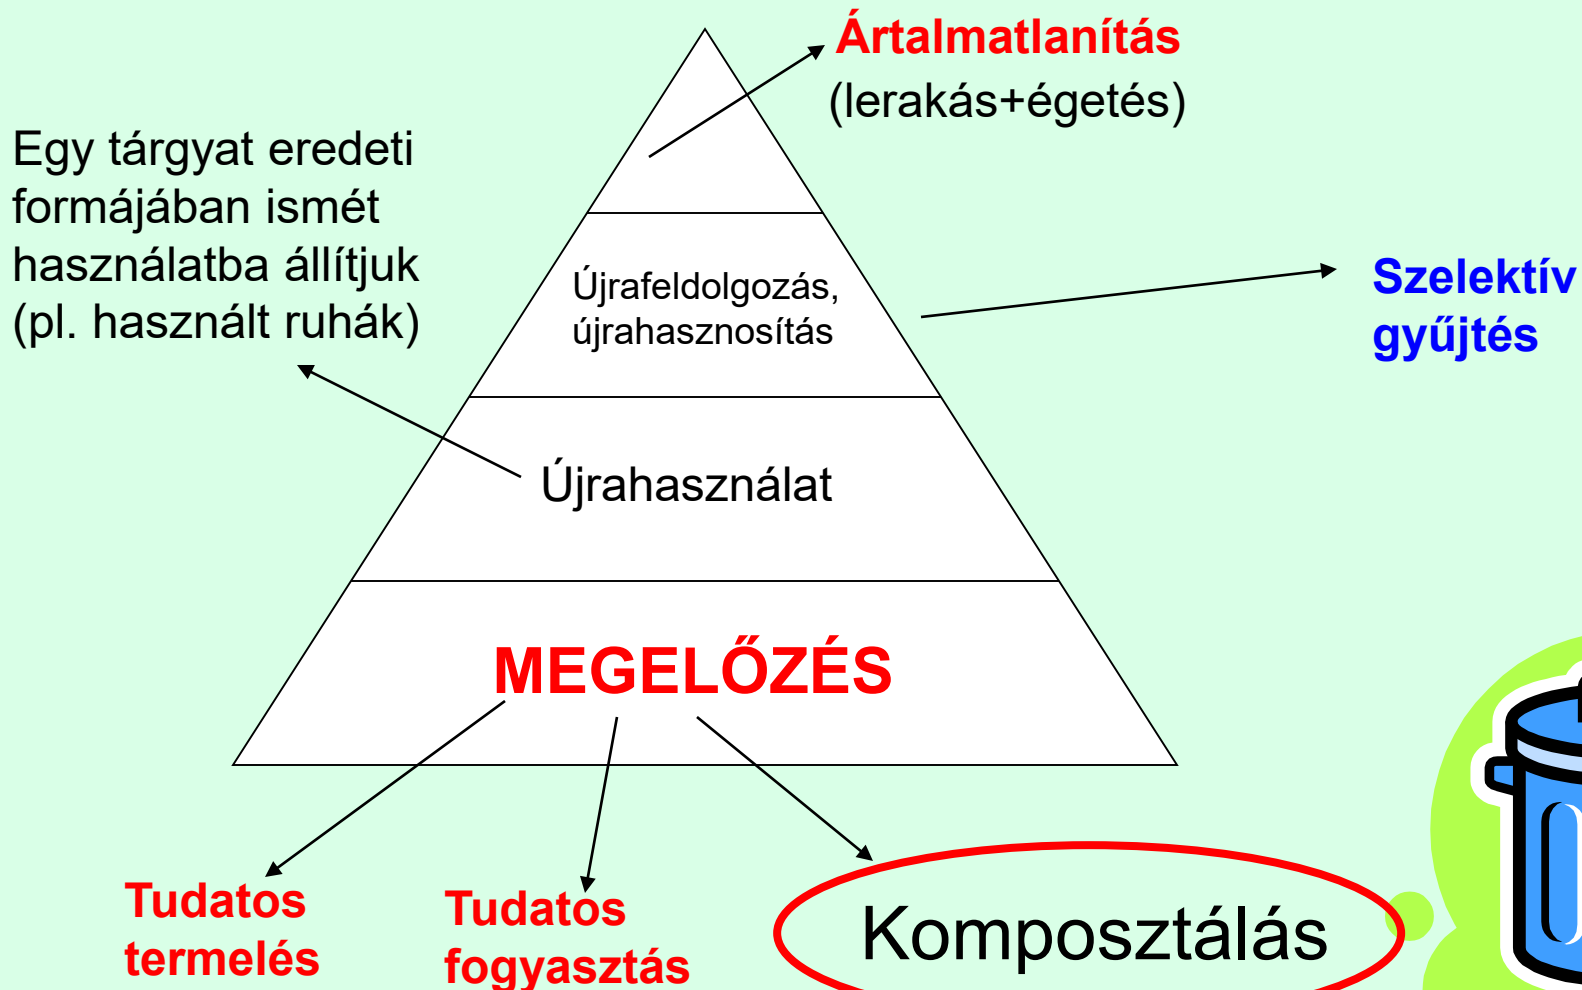 Ártalmatlanítás
(lerakás+égetés)
Egy tárgyat eredeti
formájában ismét
használatba állítjuk
(pl. használt ruhák)
Újrafeldolgozás,
újrahasznosítás
Szelektív
gyűjtés
Újrahasználat
MEGELŐZÉS
Tudatos
termelés
Tudatos
fogyasztás
Komposztálás